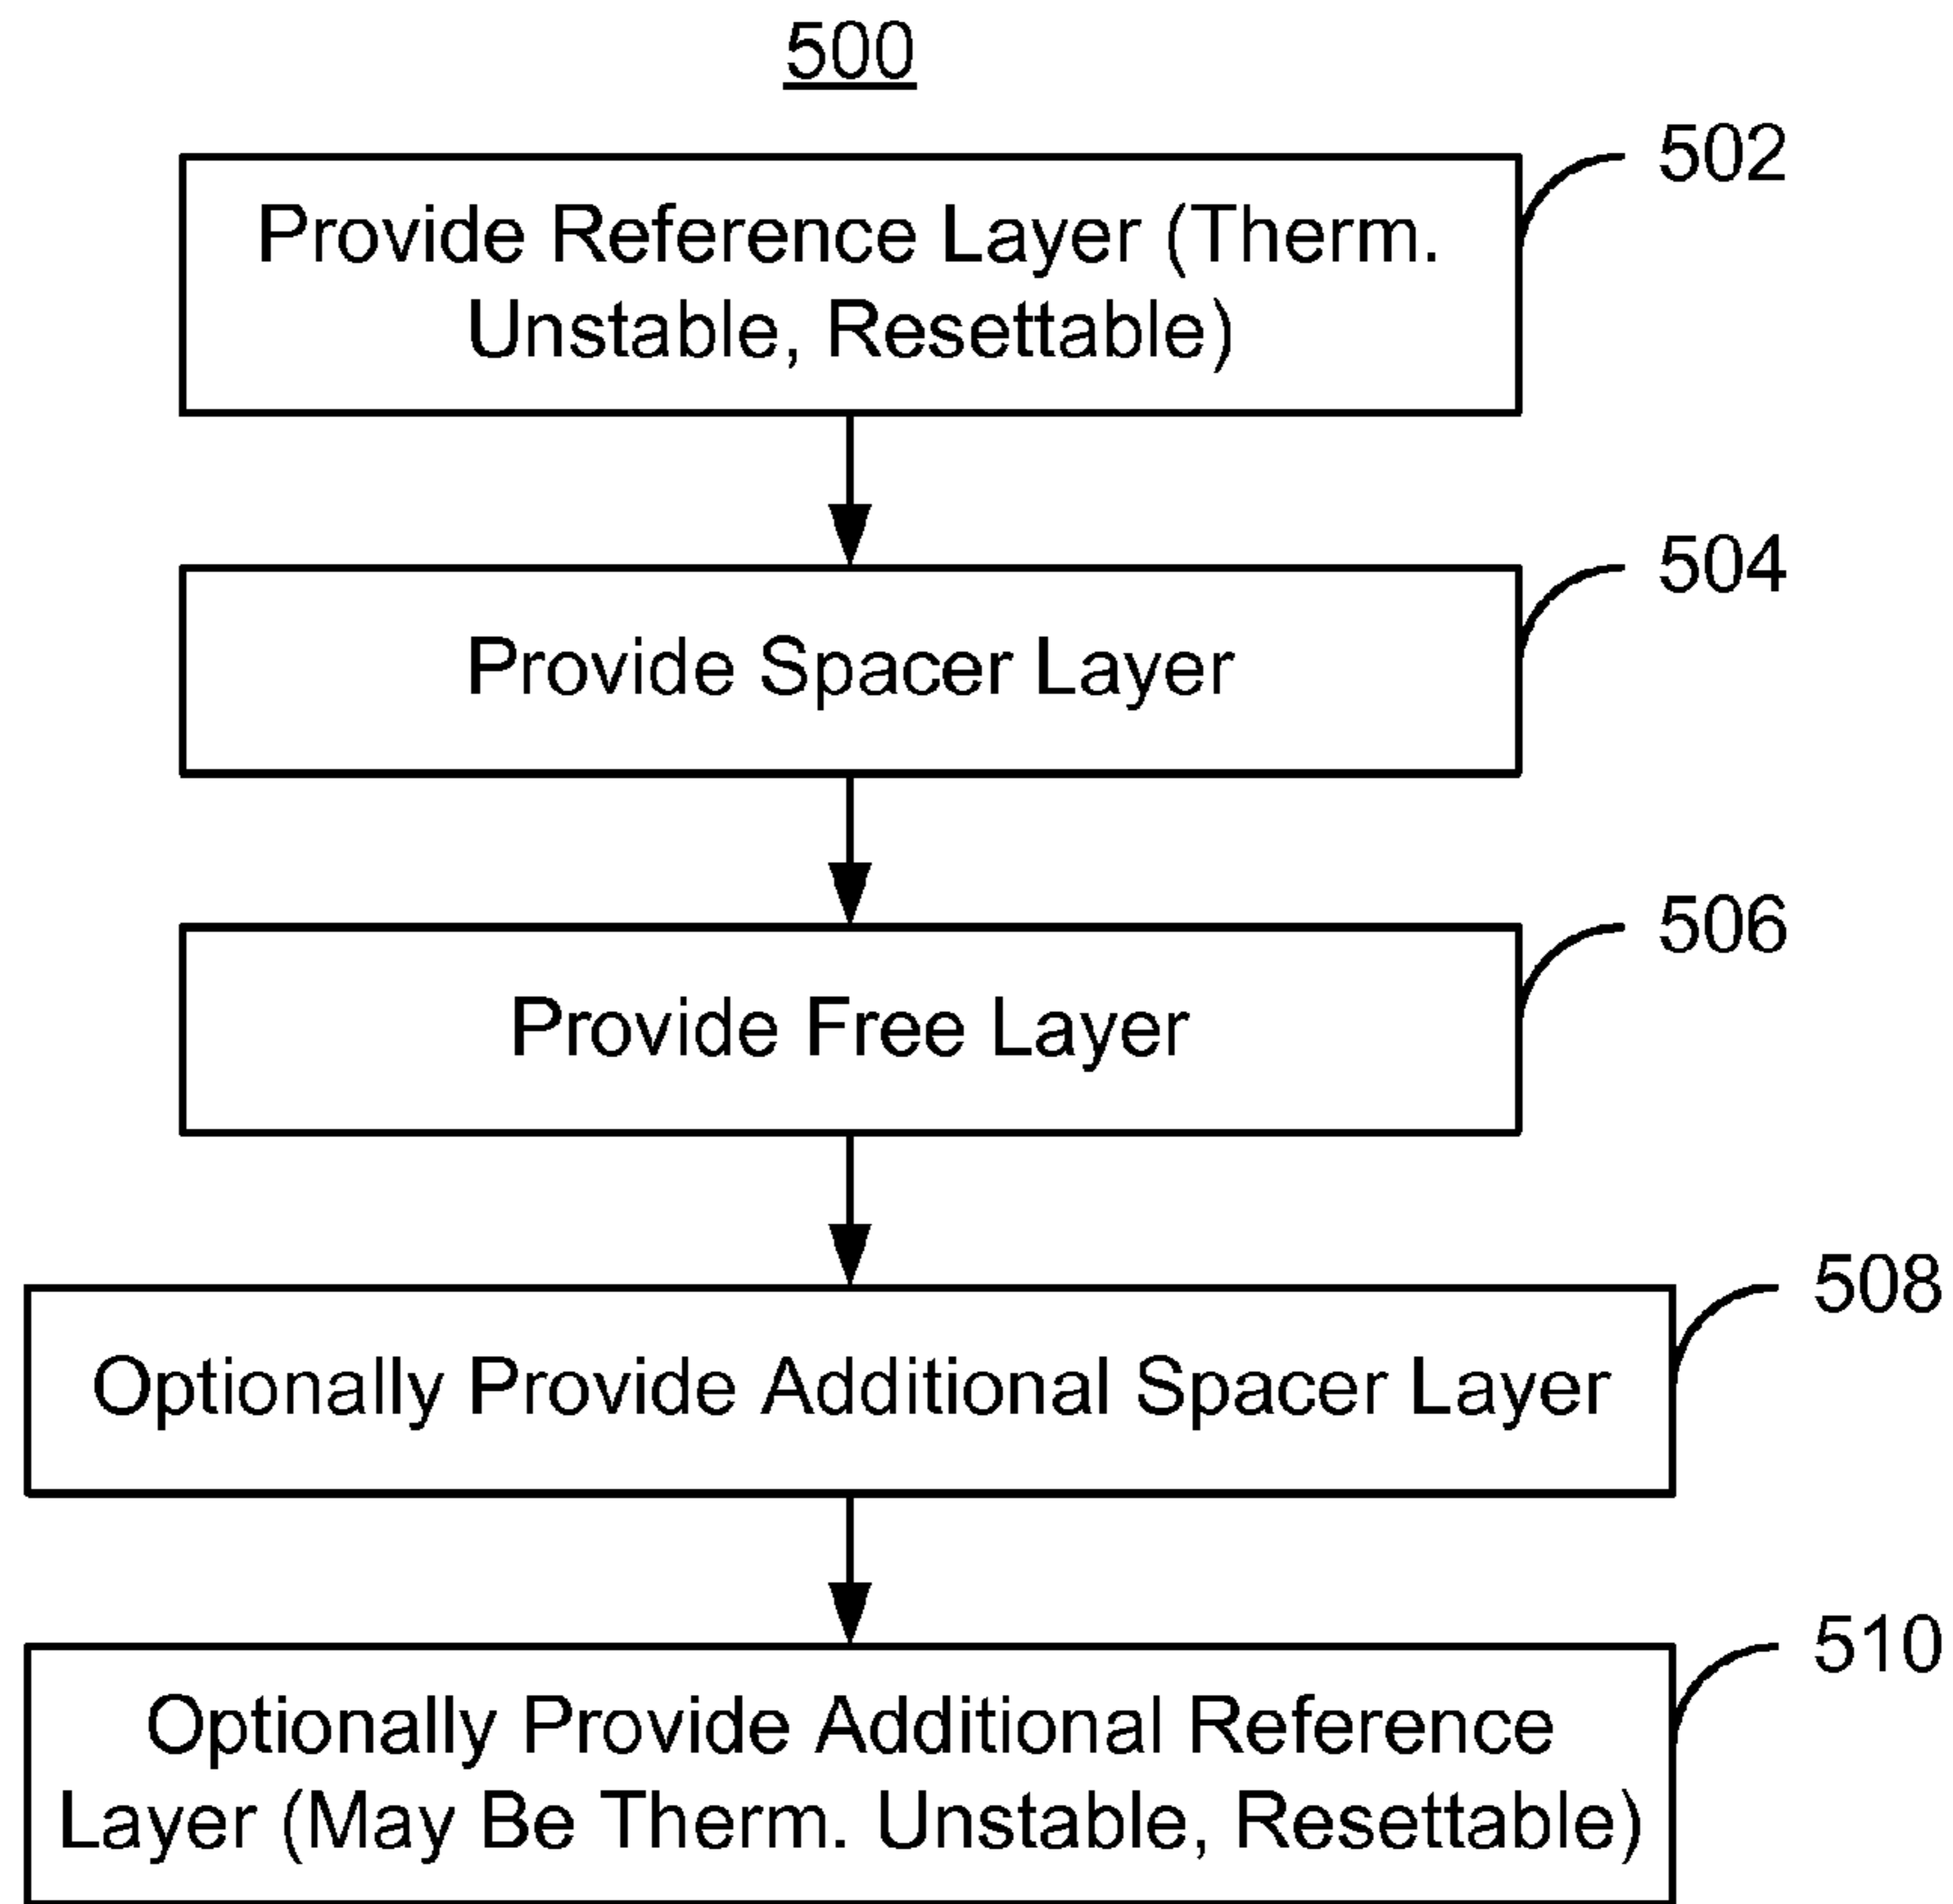 500
Provide Reference Layer (Therm.
Unstable, Resettable)
502
Provide Spacer Layer
504
Provide Free Layer
506
Optionally Provide Additional Spacer Layer
508
Optionally Provide Additional Reference
Layer (May Be Therm. Unstable, Resettable)
510